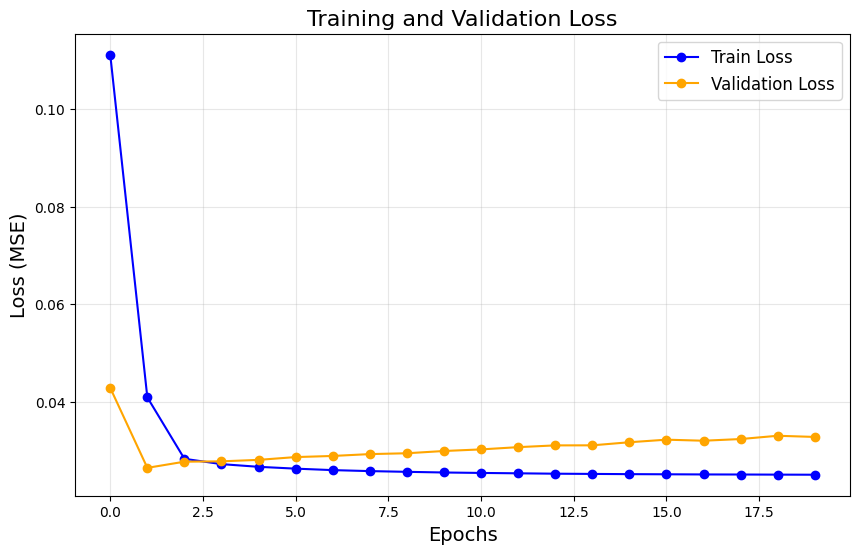 Training and Validation Loss
Train Loss
Validation Loss
Loss (MSE)
0.10
0.08
0.06
0.04
0.0 2.5 5.0 7.5 10.0 12.5 15.0 17.5
Epochs